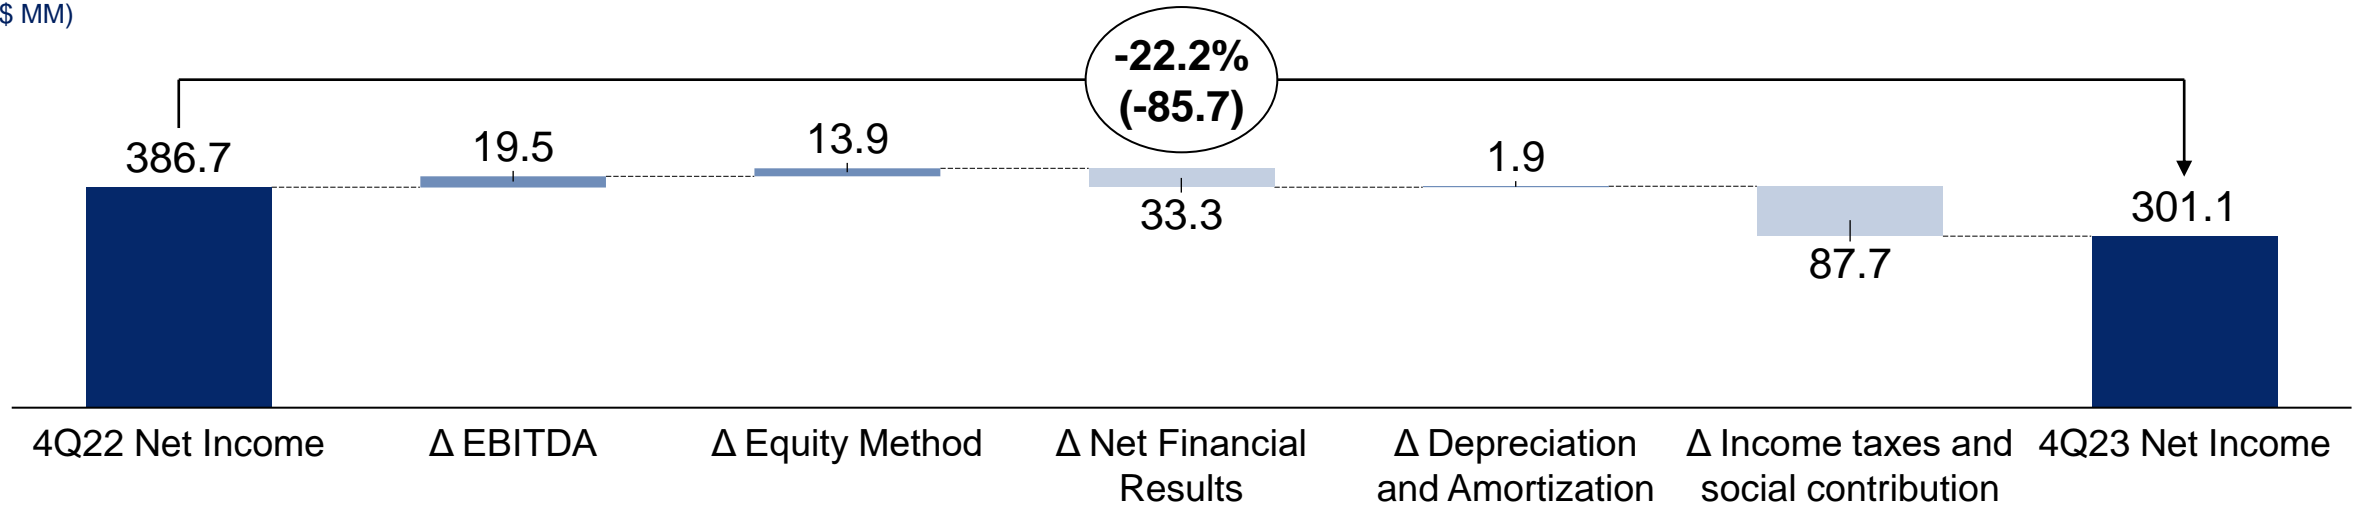 $ MM)
-22.2%
(-85.7)
386.7
19.5
13.9
33.3
1.9
87.7
301.1
4Q22 Net Income
Δ EBITDA
Δ Equity Method
Δ Net Financial
Results
Δ Depreciation
and Amortization
Δ Income taxes and
social contribution
4Q23 Net Income